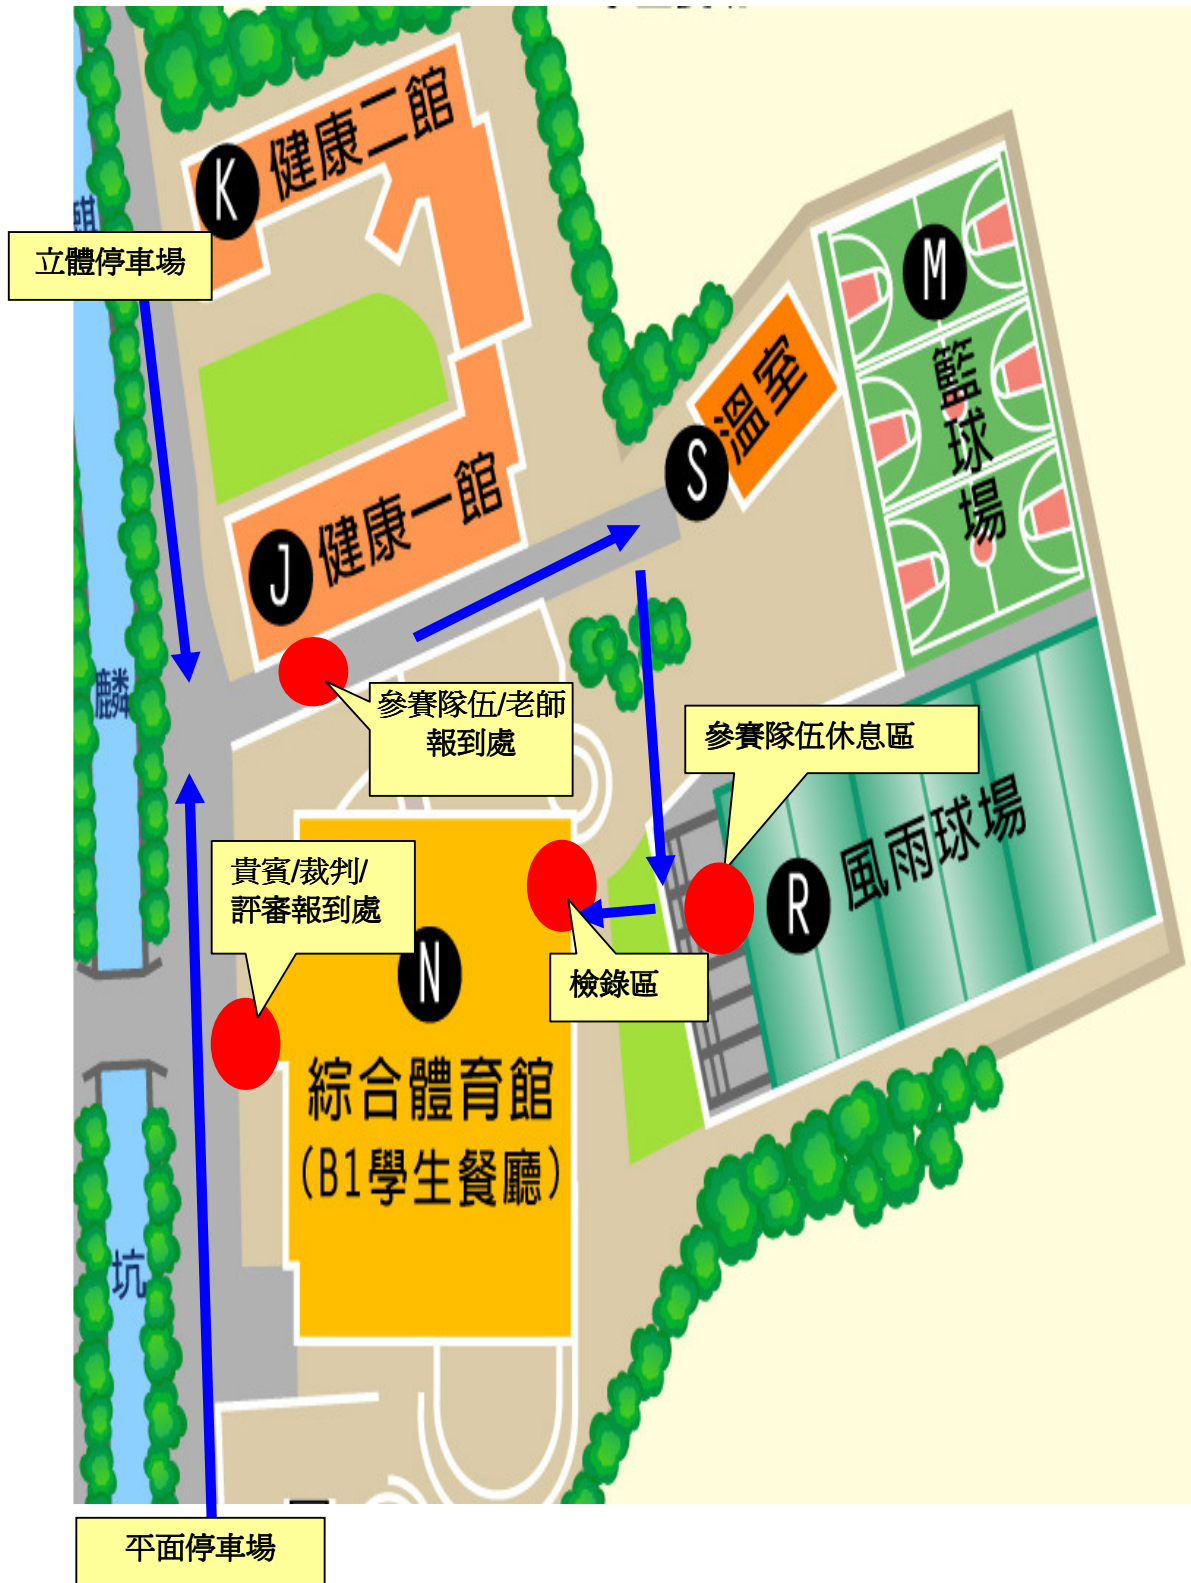 K 健康二館
立體停車場
M
籃球場
溫室
S
J 健康一館
麟
參賽隊伍/老師
報到處
參賽隊伍休息區
R 風雨球場
貴賓/裁判/
評審報到處
檢錄區
N
綜合體育館
(B1學生餐廳)
坑
平面停車場